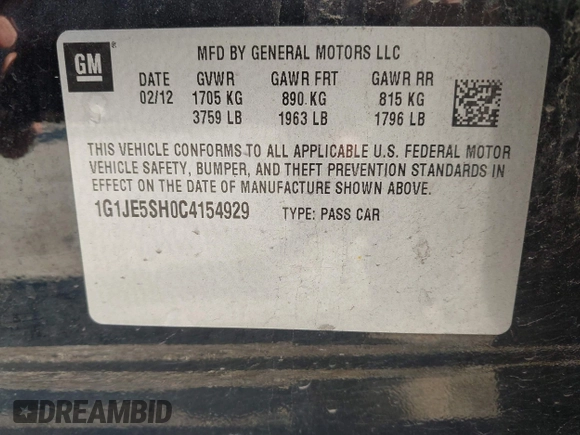 GM
MFD BY GENERAL MOTORS LLC
DATE GVWR GAWR FRT GAWR RR
02/12 1705 KG 890 KG 815 KG
3759 LB 1963 LB 1796 LB
THIS VEHICLE CONFORMS TO ALL APPLICABLE U.S. FEDERAL MOTOR
VEHICLE SAFETY, BUMPER, AND THEFT PREVENTION STANDARDS IN
EFFECT ON THE DATE OF MANUFACTURE SHOWN ABOVE.
1G1JE5SH0C4154929 TYPE: PASS CAR
DREAMBID